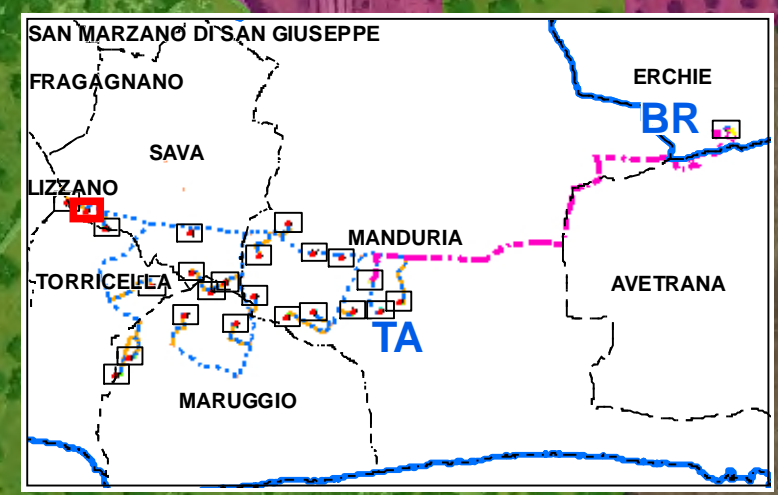 SAN MARZANO DI SAN GIUSEPPE
FRAGAGNANO
ERCHIE
BR
SAVA
LIZZANO
MANDURIA
TORRICELLA
AVETRANA
TA
MARUGGIO